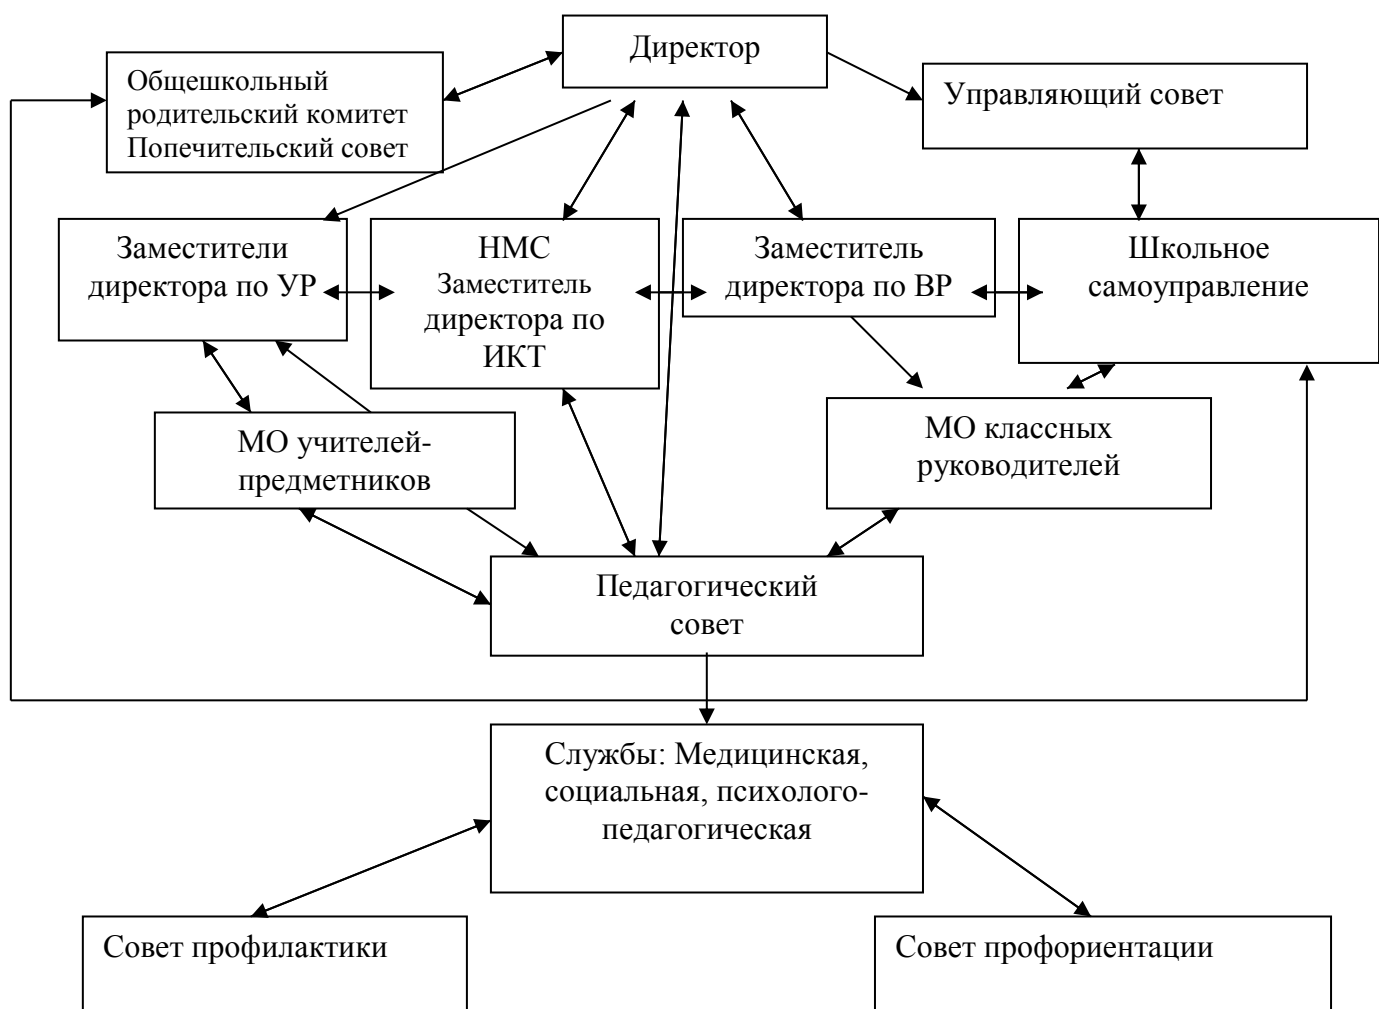 Директор
Общешкольный
родительский комитет
Попечительский совет
Управляющий совет
Заместители
директора по УР
НМС
Заместитель
директора по
ИКТ
Заместитель
директора по ВР
Школьное
самоуправление
МО учителей-
предметников
МО классных
руководителей
Педагогический
совет
Службы: Медицинская,
социальная, психолого-
педагогическая
Совет профилактики
Совет профориентации